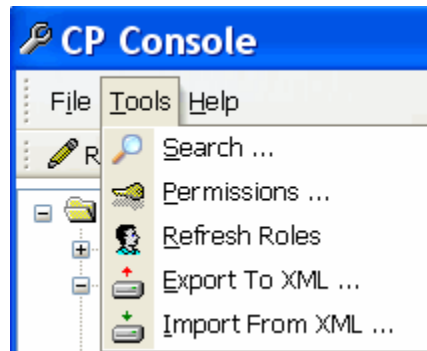 CP Console
File Tools Help
R
Search ...
Permissions ...
Refresh Roles
Export To XML ...
Import From XML ...